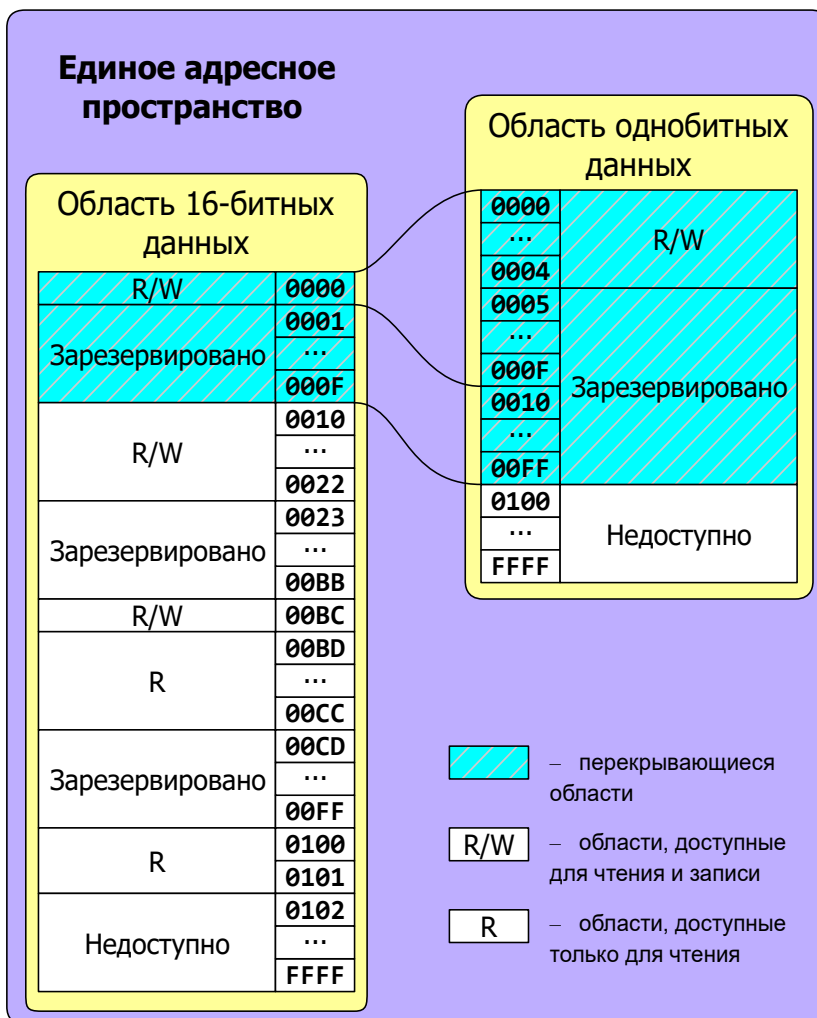 Единое адресное
пространство
Область 16-битных
данных
R/W 0000
0001
Зарезервировано ...
000F
0010
R/W ...
0022
0023
Зарезервировано ...
00BB
R/W 00BC
00BD
R ...
00CC
00CD
Зарезервировано ...
00FF
R 0100
0101
0102
Недоступно ...
FFFF
Область однобитных
данных
0000
... R/W
0004
0005
...
000F
Зарезервировано
0010
...
00FF
0100
... Недоступно
FFFF
– перекрывающиеся
области
R/W – области, доступные
для чтения и записи
R – области, доступные
только для чтения